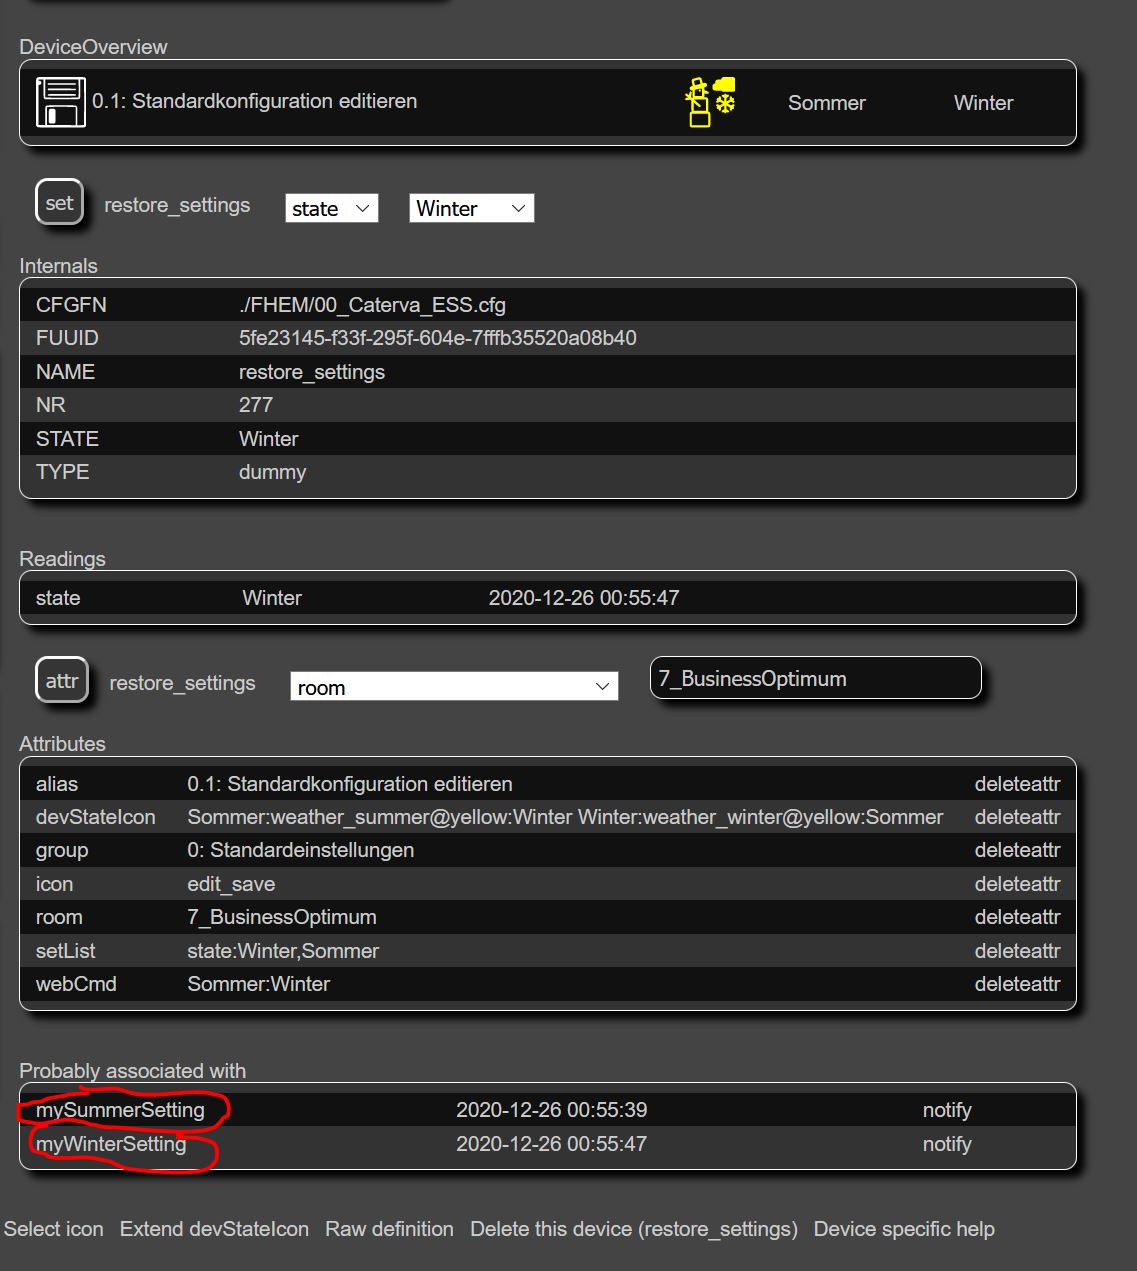 DeviceOverview
0.1: Standardkonfiguration editieren Sommer Winter
set restore_settings state Winter
Internals
CFGFN ./FHEM/00_Caterva_ESS.cfg
FUUID 5fe23145-f33f-295f-604e-7fffb35520a08b40
NAME restore_settings
NR 277
STATE Winter
TYPE dummy
Readings
state Winter 2020-12-26 00:55:47
attr restore_settings room 7_BusinessOptimum
Attributes
alias 0.1: Standardkonfiguration editieren deleteattr
devStateIcon Sommer:weather_summer@yellow:Winter Winter:weather_winter@yellow:Sommer deleteattr
group 0: Standardeinstellungen deleteattr
icon edit_save deleteattr
room 7_BusinessOptimum deleteattr
setList state:Winter,Sommer deleteattr
webCmd Sommer:Winter deleteattr
Probably associated with
mySummerSetting 2020-12-26 00:55:39 notify
myWinterSetting 2020-12-26 00:55:47 notify
Select icon Extend devStateIcon Raw definition Delete this device (restore_settings) Device specific help